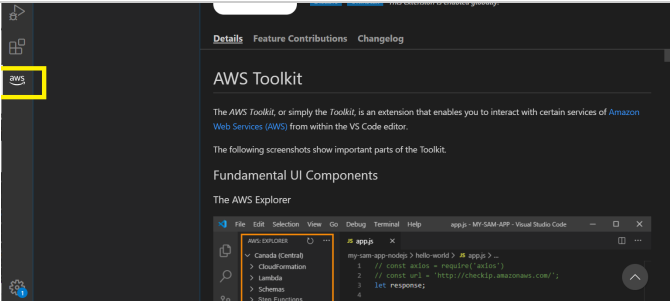 This extension is enabled globally.
Details Feature Contributions Changelog
aws
AWS Toolkit
The AWS Toolkit, or simply the Toolkit, is an extension that enables you to interact with certain services of Amazon
Web Services (AWS) from within the VS Code editor.
The following screenshots show important parts of the Toolkit.
Fundamental UI Components
The AWS Explorer
File Edit Selection View Go Debug Terminal Help app.js - MY-SAM-APP - Visual Studio Code
AWS: EXPLORER
JS app.js
Canada (Central)
my-sam-app-nodejs > hello-world > JS app.js > ...
CloudFormation
1 // const axios = require('axios')
Lambda
2 // const url = 'http://checkip.amazonaws.com/';
Schemas
3 let response;
Step Functions
4
1